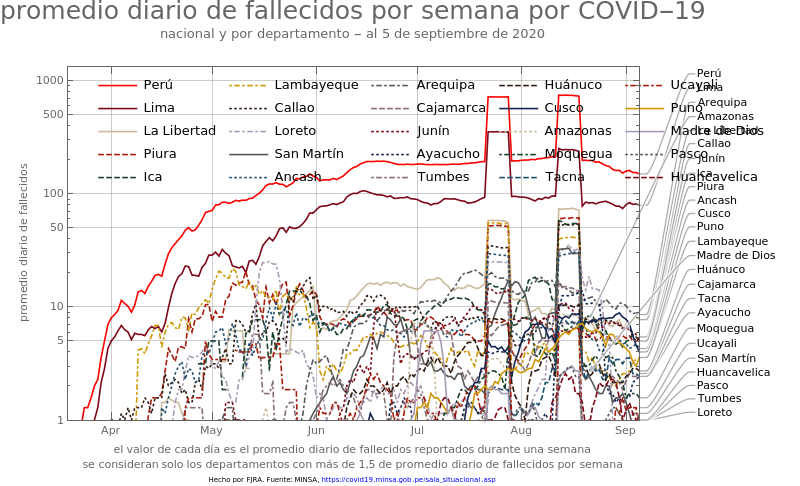 promedio diario de fallecidos por semana por COVID−19
nacional y por departamento − al 5 de septiembre de 2020
promedio diario de fallecidos
1000
500
100
50
10
5
1
Apr May Jun Jul Aug Sep
Perú Lambayeque Arequipa Huánuco Ucayali
Lima Callao Cajamarca Cusco Puno
La Libertad Loreto Junín Amazonas Madre de Dios
Piura San Martín Ayacucho Moquegua Pasco
Ica Ancash Tumbes Tacna Huancavelica
Perú
Lima
Arequipa
Amazonas
La Libertad
Callao
Junín
Ica
Piura
Ancash
Cusco
Puno
Lambayeque
Madre de Dios
Huánuco
Cajamarca
Tacna
Ayacucho
Moquegua
Ucayali
San Martín
Huancavelica
Pasco
Tumbes
Loreto
el valor de cada día es el promedio diario de fallecidos reportados durante una semana
se consideran solo los departamentos con más de 1,5 de promedio diario de fallecidos por semana
Hecho por FJRA. Fuente: MINSA, https://covid19.minsa.gob.pe/sala_situacional.asp